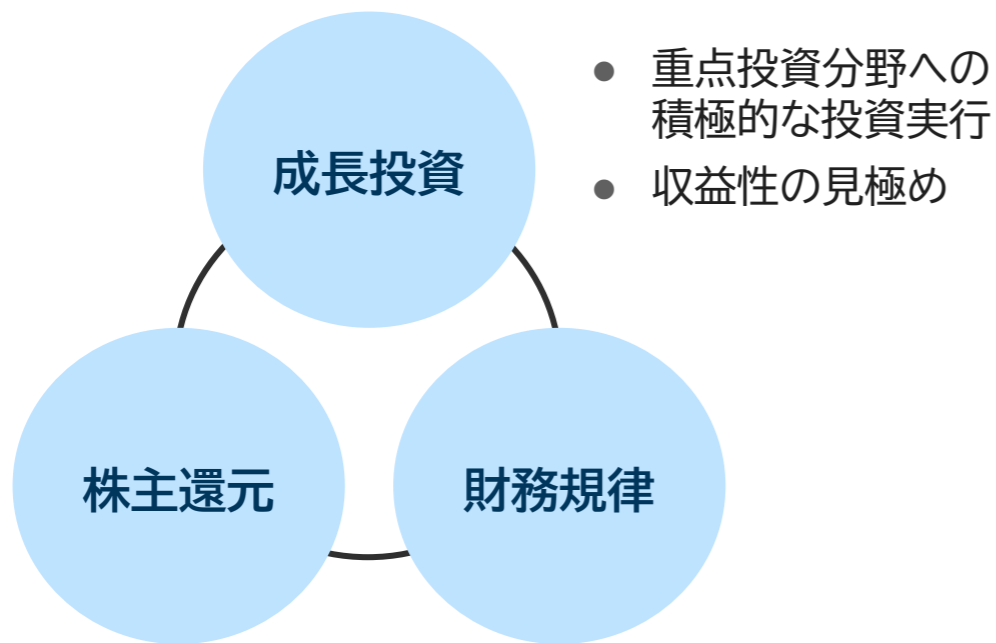 成長投資
● 重点投資分野への
積極的な投資実行
● 収益性の見極め
株主還元
財務規律